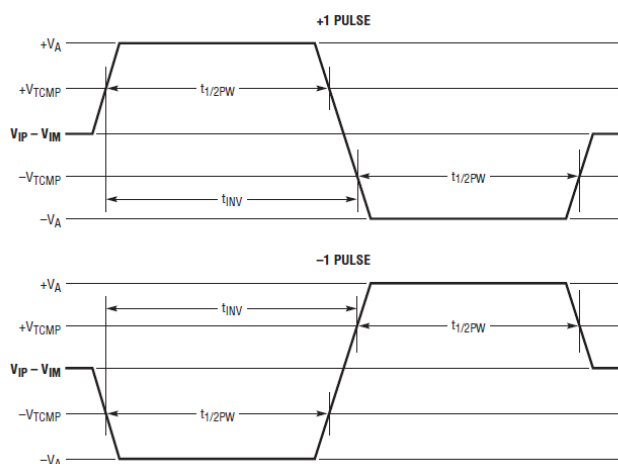 +1 PULSE
+VA
+VTCMP
t1/2PW
VIP – VIM
–VTCMP
t1/2PW
tINV
–VA
–1 PULSE
+VA
tINV
+VTCMP
t1/2PW
VIP – VIM
–VTCMP
t1/2PW
–VA